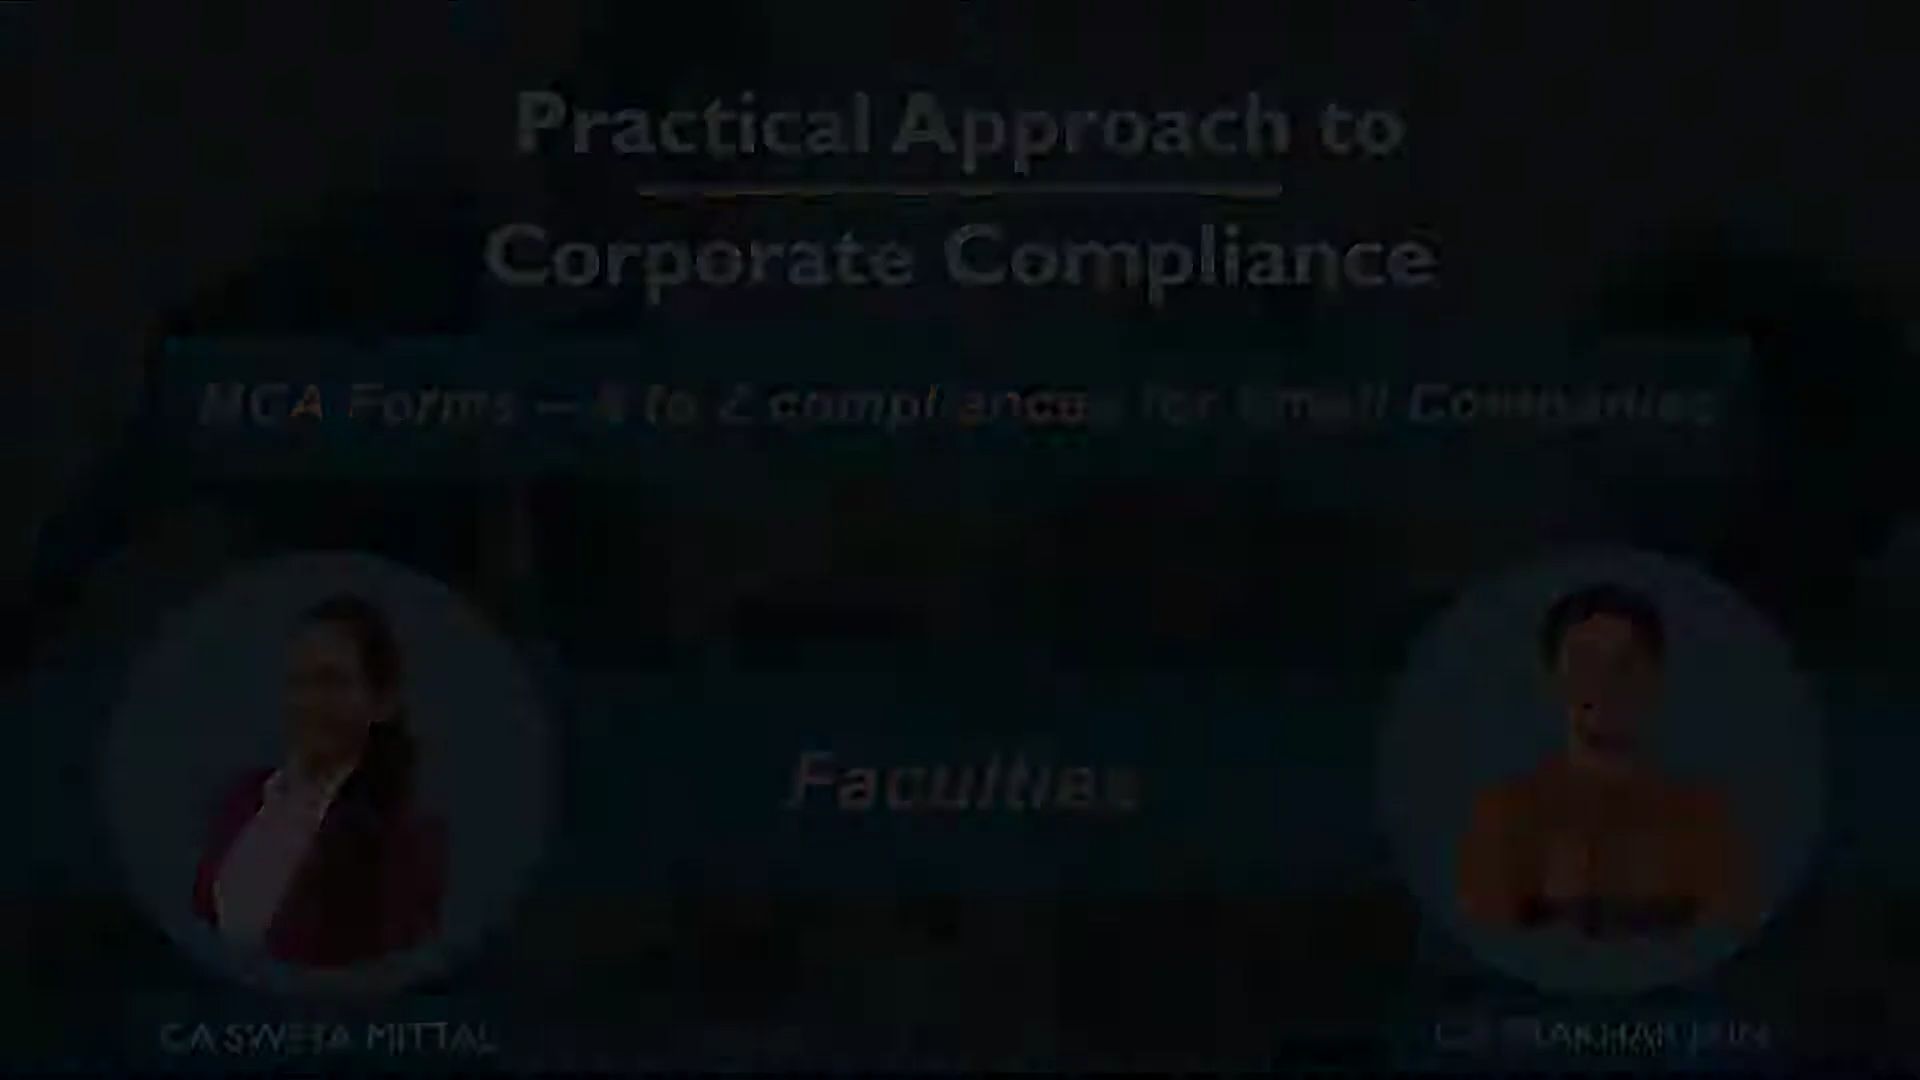 Practical Approach to
Corporate Compliance
MCA Forms – A to Z compliances for Small Companies
Faculties
CA SWETA MITTAL